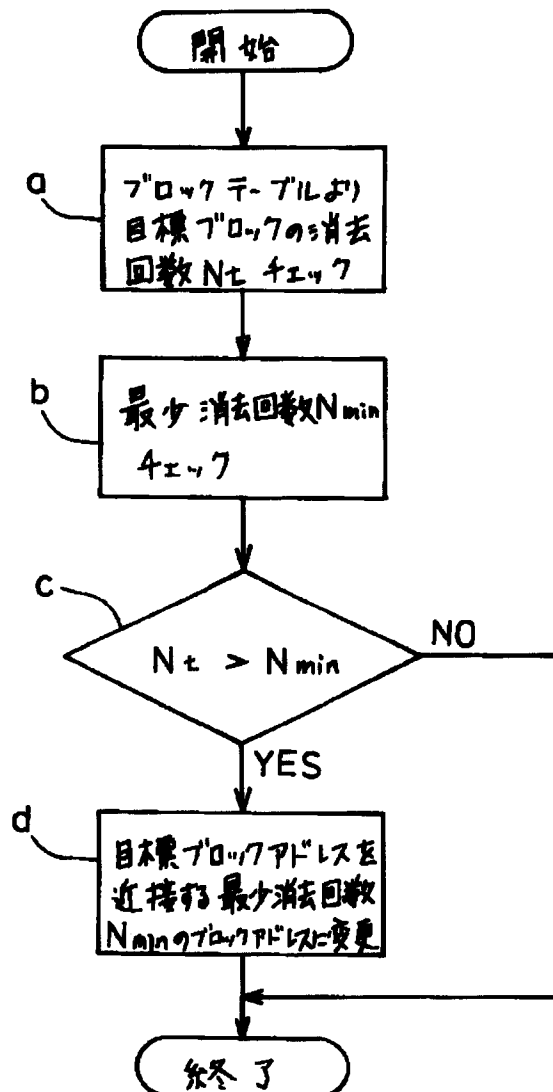 開始
a
ブロックテーブルより
目標ブロックの消去
回数Nt チェック
b
最少消去回数Nmin
チェック
c
Nt > Nmin
NO
YES
d
目標ブロックアドレスを
近接する最少消去回数
Nminのブロックアドレスに変更
終了